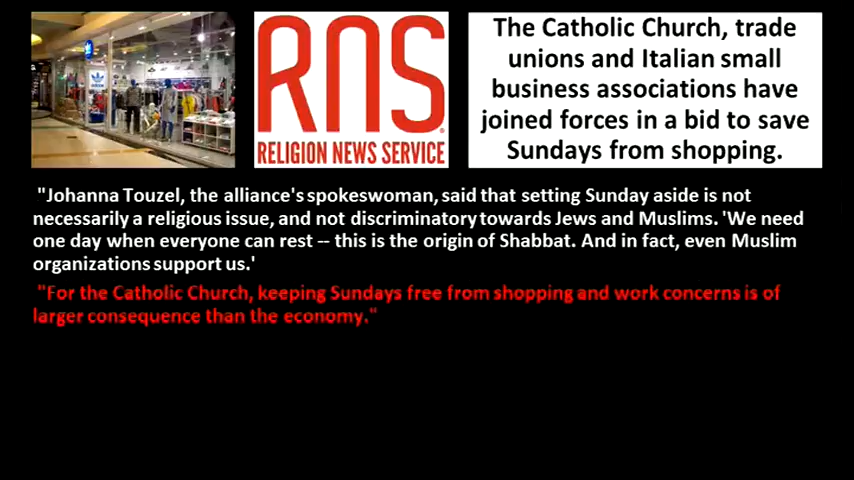 RNS
RELIGION NEWS SERVICE
The Catholic Church, trade
unions and Italian small
business associations have
joined forces in a bid to save
Sundays from shopping.
"Johanna Touzel, the alliance's spokeswoman, said that setting Sunday aside is not
necessarily a religious issue, and not discriminatory towards Jews and Muslims. 'We need
one day when everyone can rest -- this is the origin of Shabbat. And in fact, even Muslim
organizations support us.'
"For the Catholic Church, keeping Sundays free from shopping and work concerns is of
larger consequence than the economy."